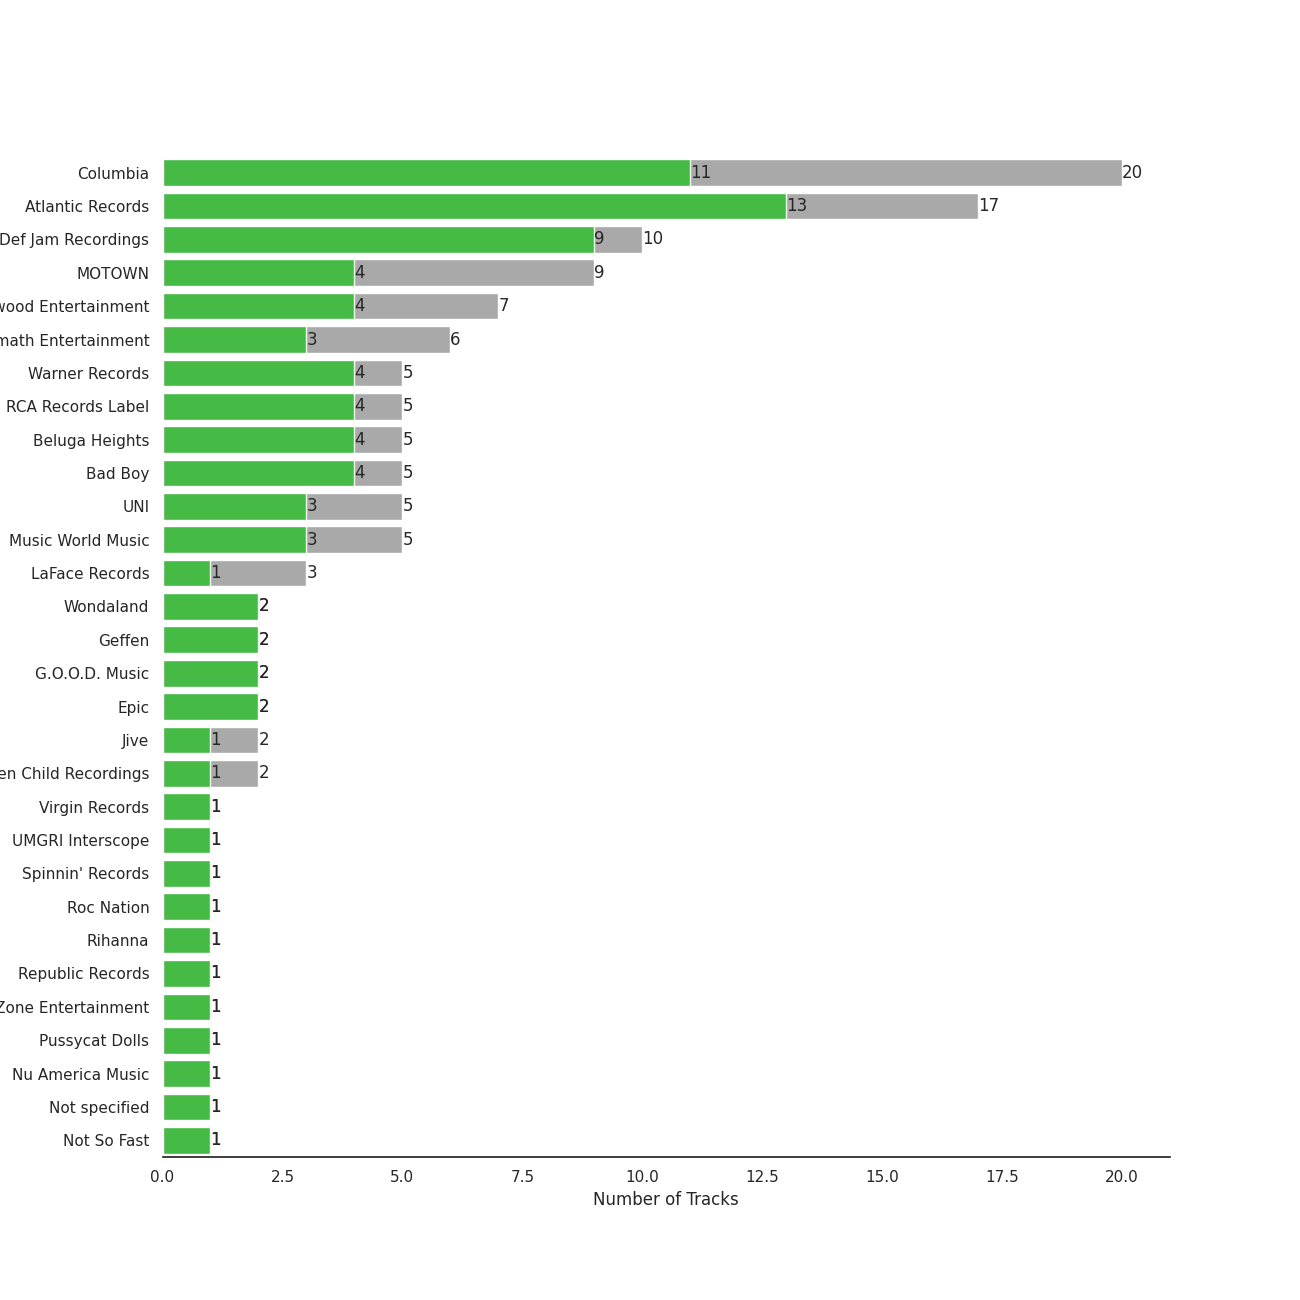 Columbia 11 20
Atlantic Records 13 17
Def Jam Recordings 9 10
MOTOWN 4 9
Entertainment 4 7
Entertainment 3 6
Warner Records 4 5
RCA Records Label 4 5
Beluga Heights 4 5
Bad Boy 4 5
UNI 3 5
Music World Music 3 5
LaFace Records 1 3
Wondaland 2
Geffen 2
G.O.O.D. Music 2
Epic 2
Jive 1 2
Child Recordings 1 2
Virgin Records 1
UMGRI Interscope 1
Spinnin' Records 1
Roc Nation 1
Rihanna 1
Republic Records 1
Zone Entertainment 1
Pussycat Dolls 1
Nu America Music 1
Not specified 1
Not So Fast 1
0.0 2.5 5.0 7.5 10.0 12.5 15.0 17.5 20.0
Number of Tracks